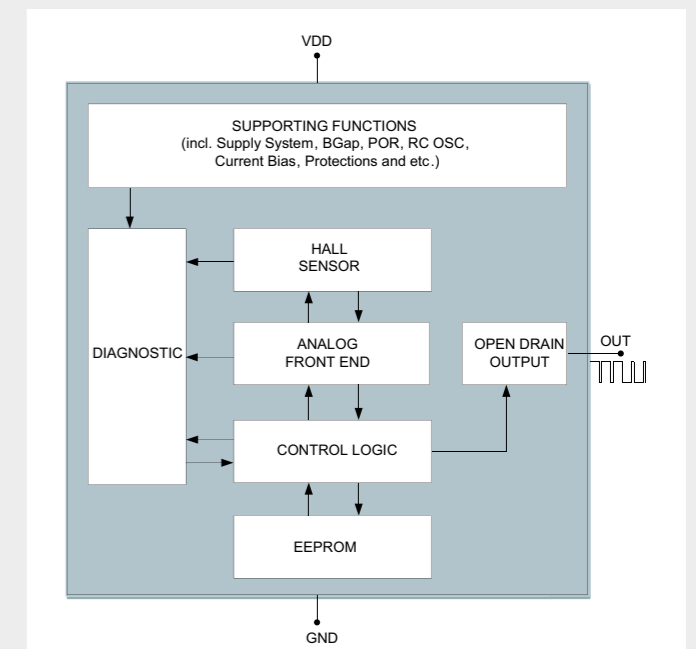 VDD
SUPPORTING FUNCTIONS
(incl. Supply System, BGap, POR, RC OSC,
Current Bias, Protections and etc.)
HALL
SENSOR
DIAGNOSTIC
ANALOG
FRONT END
OPEN DRAIN
OUTPUT
OUT
CONTROL LOGIC
EEPROM
GND